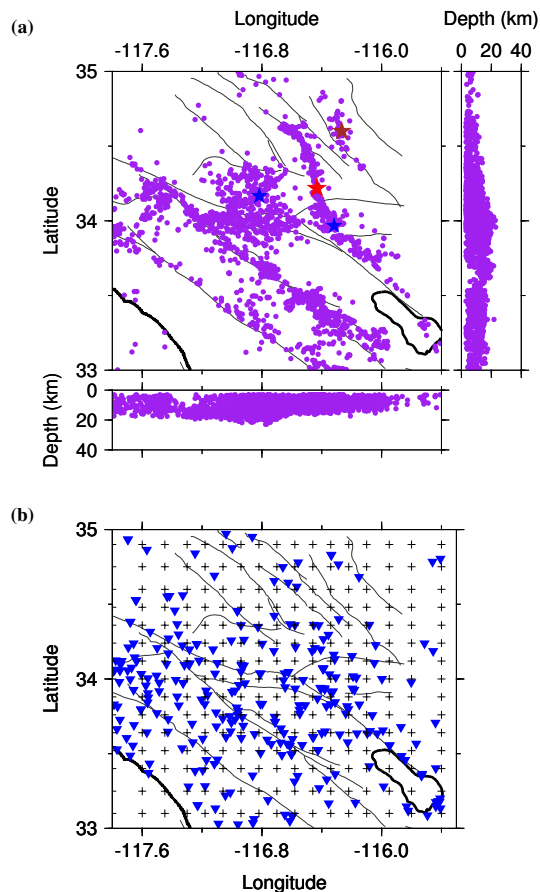 Longitude
Depth (km)
(a)
-117.6 -116.8 -116.0
0 20 40
35
34
33
Latitude
0
20
40
Depth (km)
(b)
35
34
33
Latitude
-117.6 -116.8 -116.0
Longitude